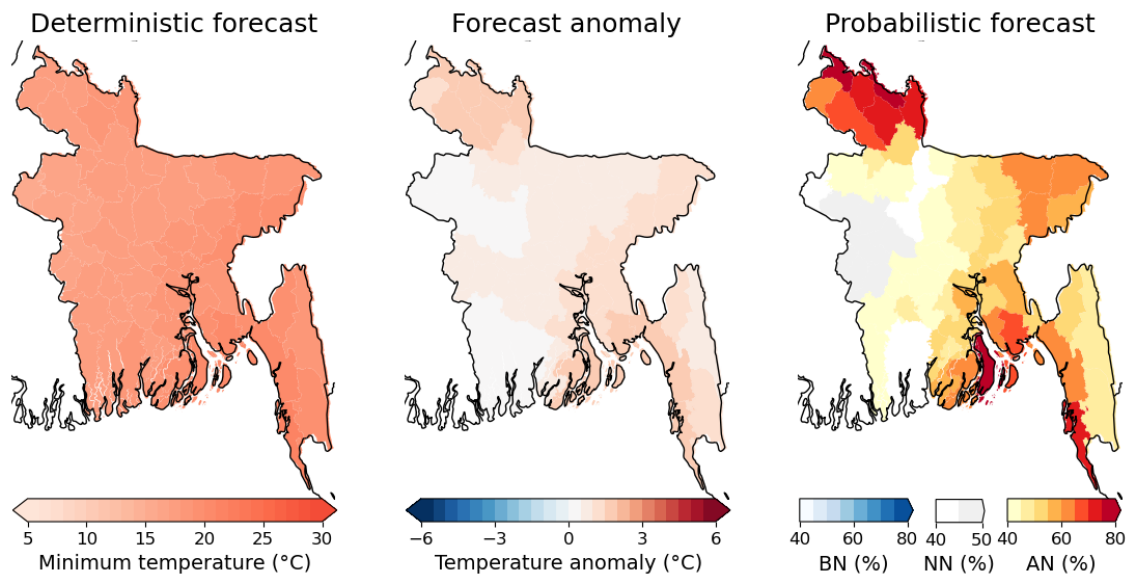 Deterministic forecast
Forecast anomaly
Probabilistic forecast
5 10 15 20 25 30
Minimum temperature (°C)
−6 −3 0 3 6
Temperature anomaly (°C)
40 60 80
BN (%)
40 50
NN (%)
40 60 80
AN (%)